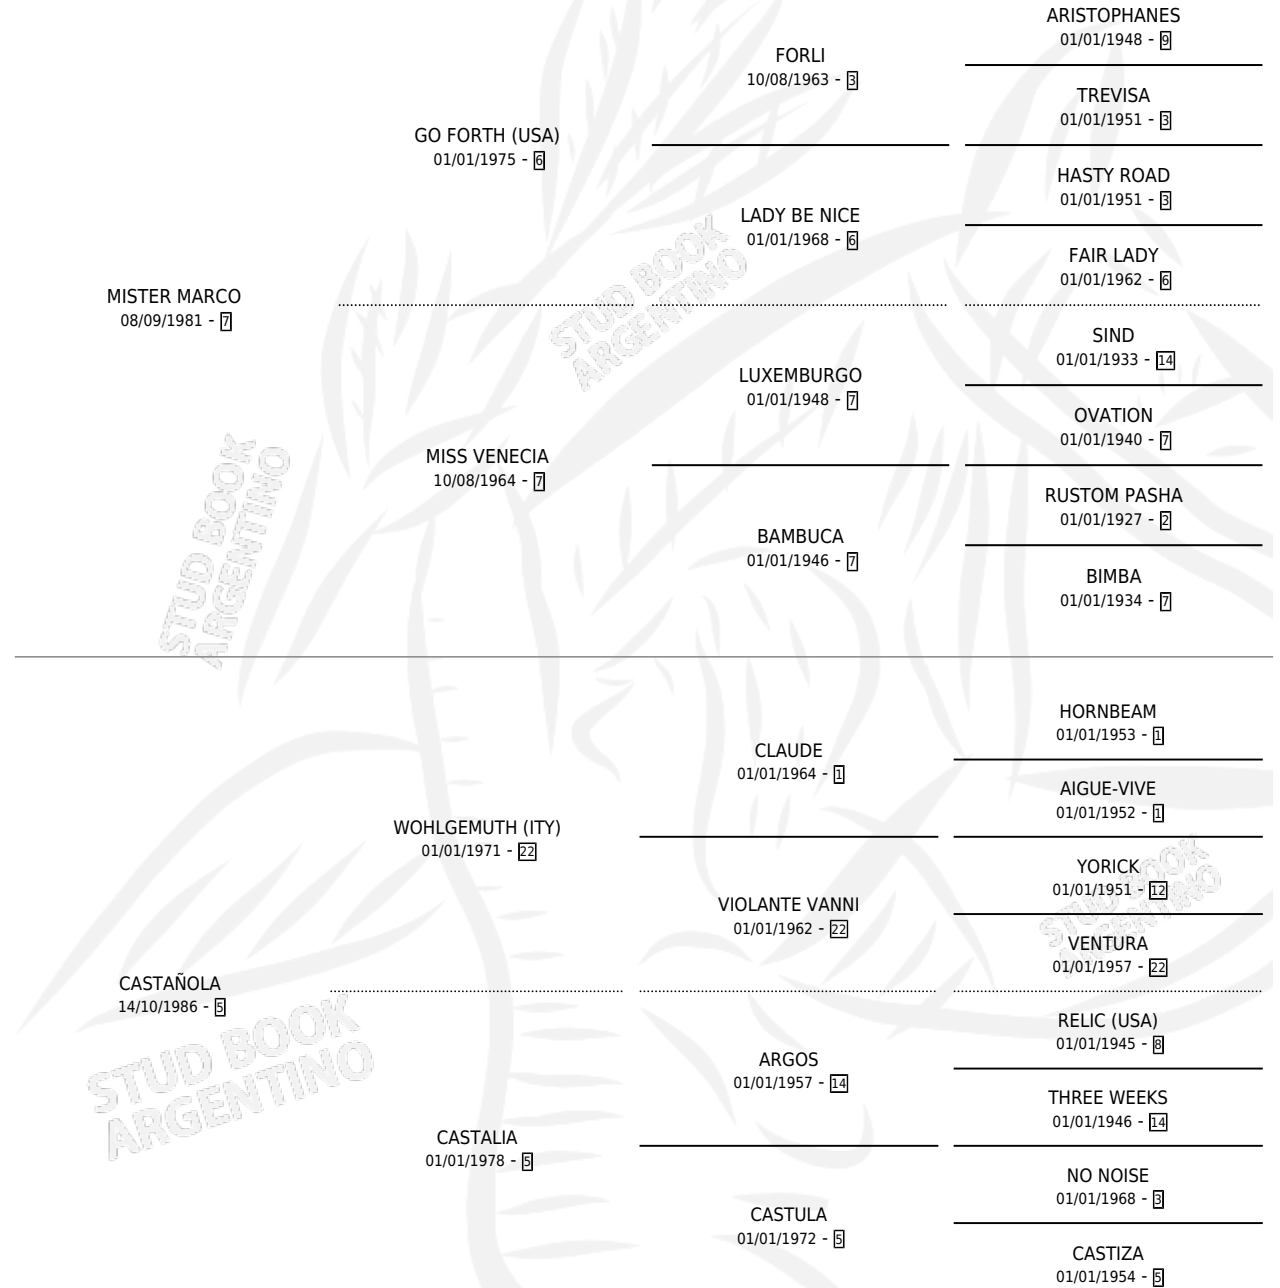 ARISTOPHANES
01/01/1948 - 9
FORLI
10/08/1963 - 3
TREVISA
01/01/1951 - 3
GO FORTH (USA)
01/01/1975 - 6
HASTY ROAD
01/01/1951 - 3
LADY BE NICE
01/01/1968 - 6
FAIR LADY
01/01/1962 - 6
MISTER MARCO
08/09/1981 - 7
SIND
01/01/1933 - 14
LUXEMBURGO
01/01/1948 - 7
OVATION
01/01/1940 - 7
MISS VENECIA
10/08/1964 - 7
RUSTOM PASHA
01/01/1927 - 2
BAMBUCA
01/01/1946 - 7
BIMBA
01/01/1934 - 7
STUD BOOK
ARGENTINO
STUD BOOK
ARGENTINO
HORNBEAM
01/01/1953 - 1
CLAUDE
01/01/1964 - 1
AIGUE-VIVE
01/01/1952 - 1
WOHLGEMUTH (ITY)
01/01/1971 - 22
YORICK
01/01/1951 - 12
VIOLANTE VANNI
01/01/1962 - 22
VENTURA
01/01/1957 - 22
CASTAÑOLA
14/10/1986 - 5
RELIC (USA)
01/01/1945 - 8
ARGOS
01/01/1957 - 14
THREE WEEKS
01/01/1946 - 14
CASTALIA
01/01/1978 - 5
NO NOISE
01/01/1968 - 3
CASTULA
01/01/1972 - 5
CASTIZA
01/01/1954 - 5
STUD BOOK
ARGENTINO
STUD BOOK
ARGENTINO